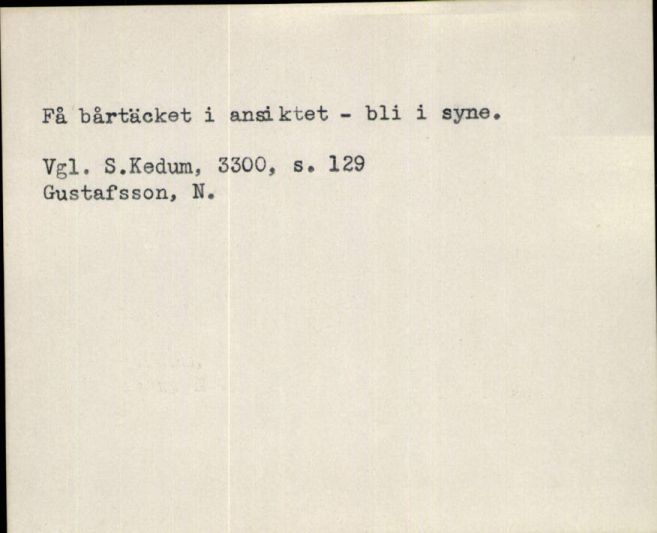 Få bårtäcket i ansiktet - bli i syne.
Vgl. S.Kedum, 3300, s. 129
Gustafsson, N.